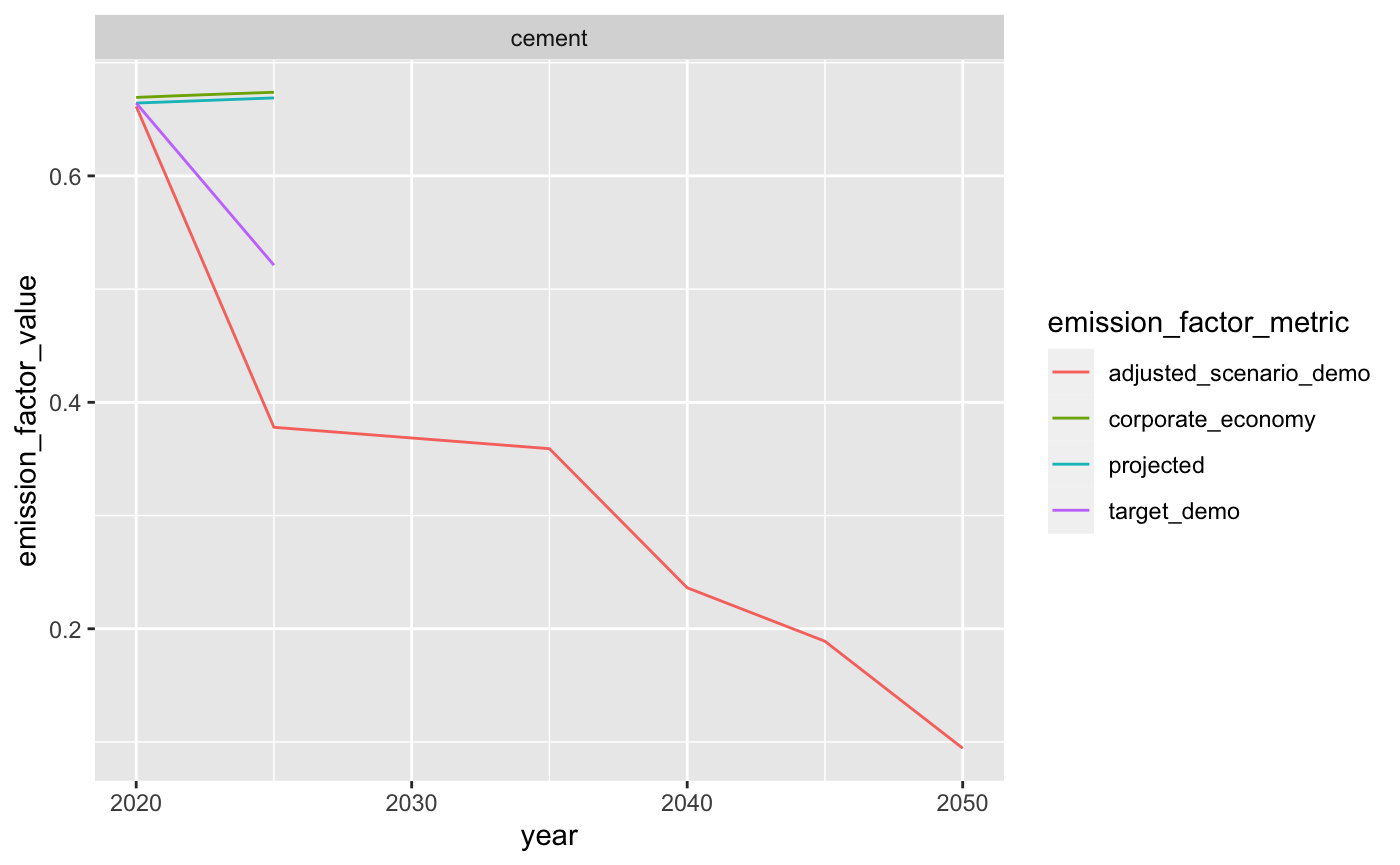 cement
emission_factor_value
0.6
0.4
0.2
2020
2030
2040
2050
year
emission_factor_metric
adjusted_scenario_demo
corporate_economy
projected
target_demo